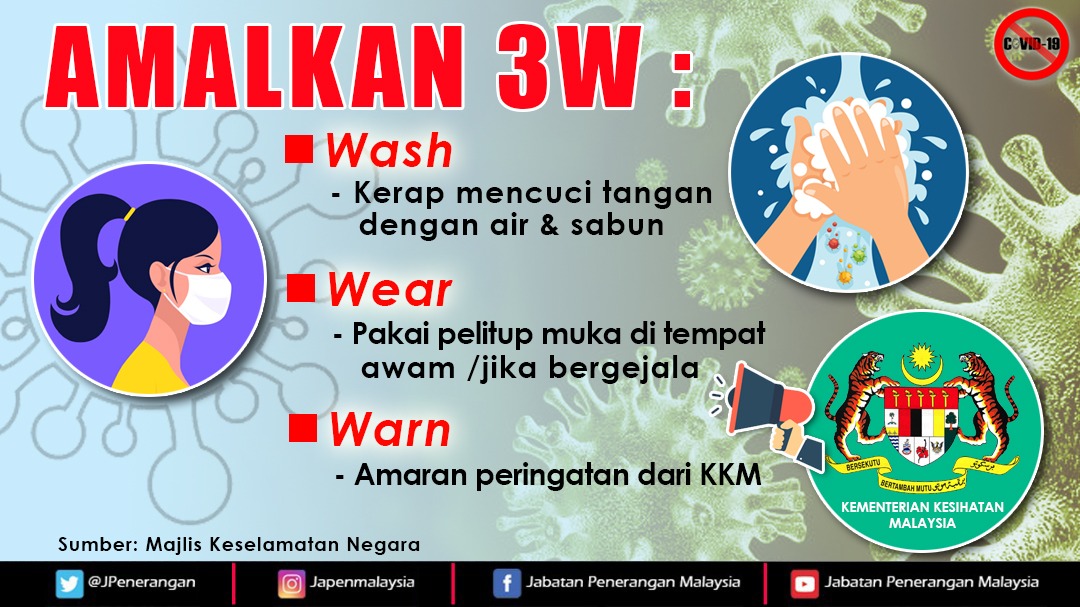 AMALKAN 3W :
COVID-19
Wash
- Kerap mencuci tangan
dengan air & sabun
Wear
- Pakai pelitup muka di tempat
awam /jika bergejala
Warn
- Amaran peringatan dari KKM
BERSEKUTU
BERTAMBAH MUTU
KEMENTERIAN KESIHATAN
MALAYSIA
Sumber: Majlis Keselamatan Negara
@JPenerangan
Japenmalaysia
Jabatan Penerangan Malaysia
Jabatan Penerangan Malaysia